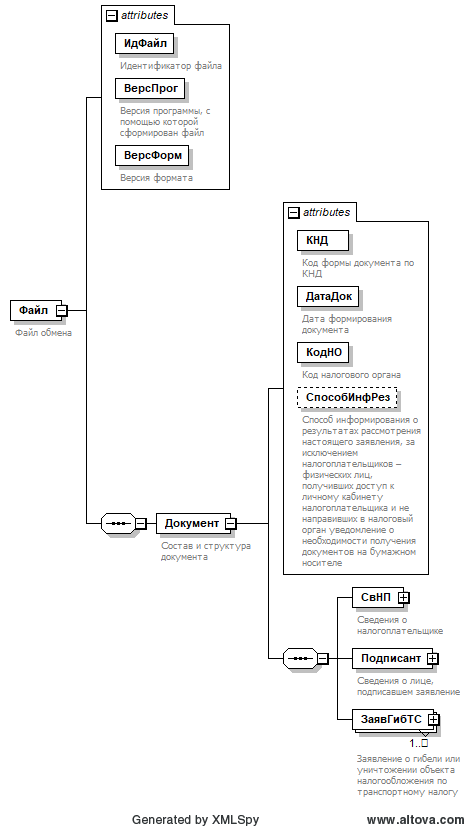 attributes
ИдФайл
Идентификатор файла
ВерсПрог
Версия программы, с
помощью которой
сформирован файл
ВерсФорм
Версия формата
Файл
Файл обмена
Документ
Состав и структура
документа
attributes
КНД
Код формы документа по
КНД
ДатаДок
Дата формирования
документа
КодНО
Код налогового органа
СпособИнфРез
Способ информирования о
результатах рассмотрения
настоящего заявления, за
исключением
налогоплательщиков –
физических лиц,
получивших доступ к
личному кабинету
налогоплательщика и не
направивших в налоговый
орган уведомление о
необходимости получения
документов на бумажном
носителе
СвНП
Сведения о
налогоплательщике
Подписант
Сведения о лице,
подписавшем заявление
ЗаявГибТС
1..
Заявление о гибели или
уничтожении объекта
налогообложения по
транспортному налогу
Generated by XMLSpy
www.altova.com